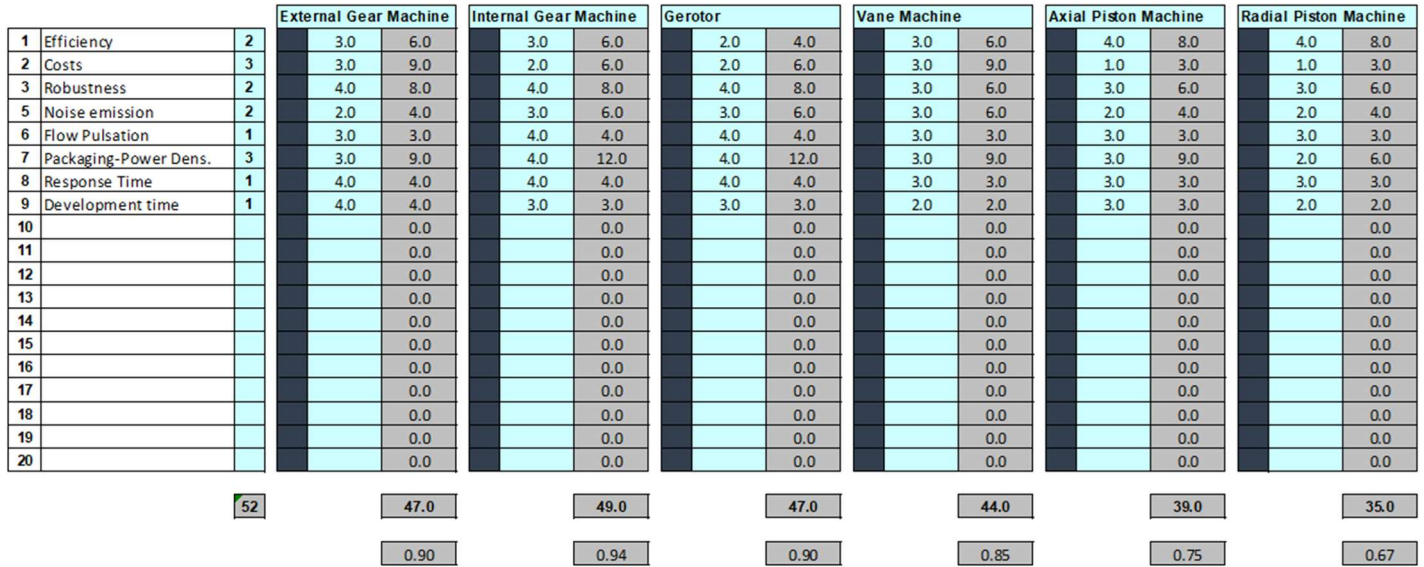 External Gear Machine Internal Gear Machine Gerotor Vane Machine Axial Piston Machine Radial Piston Machine
1 Efficiency 2 3.0 6.0 3.0 6.0 2.0 4.0 3.0 6.0 4.0 8.0 4.0 8.0
2 Costs 3 3.0 9.0 2.0 6.0 2.0 6.0 3.0 9.0 1.0 3.0 1.0 3.0
3 Robustness 2 4.0 8.0 4.0 8.0 4.0 8.0 3.0 6.0 3.0 6.0 3.0 6.0
5 Noise emission 2 2.0 4.0 3.0 6.0 3.0 6.0 3.0 6.0 2.0 4.0 2.0 4.0
6 Flow Pulsation 1 3.0 3.0 4.0 4.0 4.0 4.0 3.0 3.0 3.0 3.0 3.0 3.0
7 Packaging-Power Dens. 3 3.0 9.0 4.0 12.0 4.0 12.0 3.0 9.0 3.0 9.0 2.0 6.0
8 Response Time 1 4.0 4.0 4.0 4.0 4.0 4.0 3.0 3.0 3.0 3.0 3.0 3.0
9 Development time 1 4.0 4.0 3.0 3.0 3.0 3.0 2.0 2.0 3.0 3.0 2.0 2.0
10 0.0 0.0 0.0 0.0 0.0 0.0
11 0.0 0.0 0.0 0.0 0.0 0.0
12 0.0 0.0 0.0 0.0 0.0 0.0
13 0.0 0.0 0.0 0.0 0.0 0.0
14 0.0 0.0 0.0 0.0 0.0 0.0
15 0.0 0.0 0.0 0.0 0.0 0.0
16 0.0 0.0 0.0 0.0 0.0 0.0
17 0.0 0.0 0.0 0.0 0.0 0.0
18 0.0 0.0 0.0 0.0 0.0 0.0
19 0.0 0.0 0.0 0.0 0.0 0.0
20 0.0 0.0 0.0 0.0 0.0 0.0
52 47.0 49.0 47.0 44.0 39.0 35.0
0.90 0.94 0.90 0.85 0.75 0.67